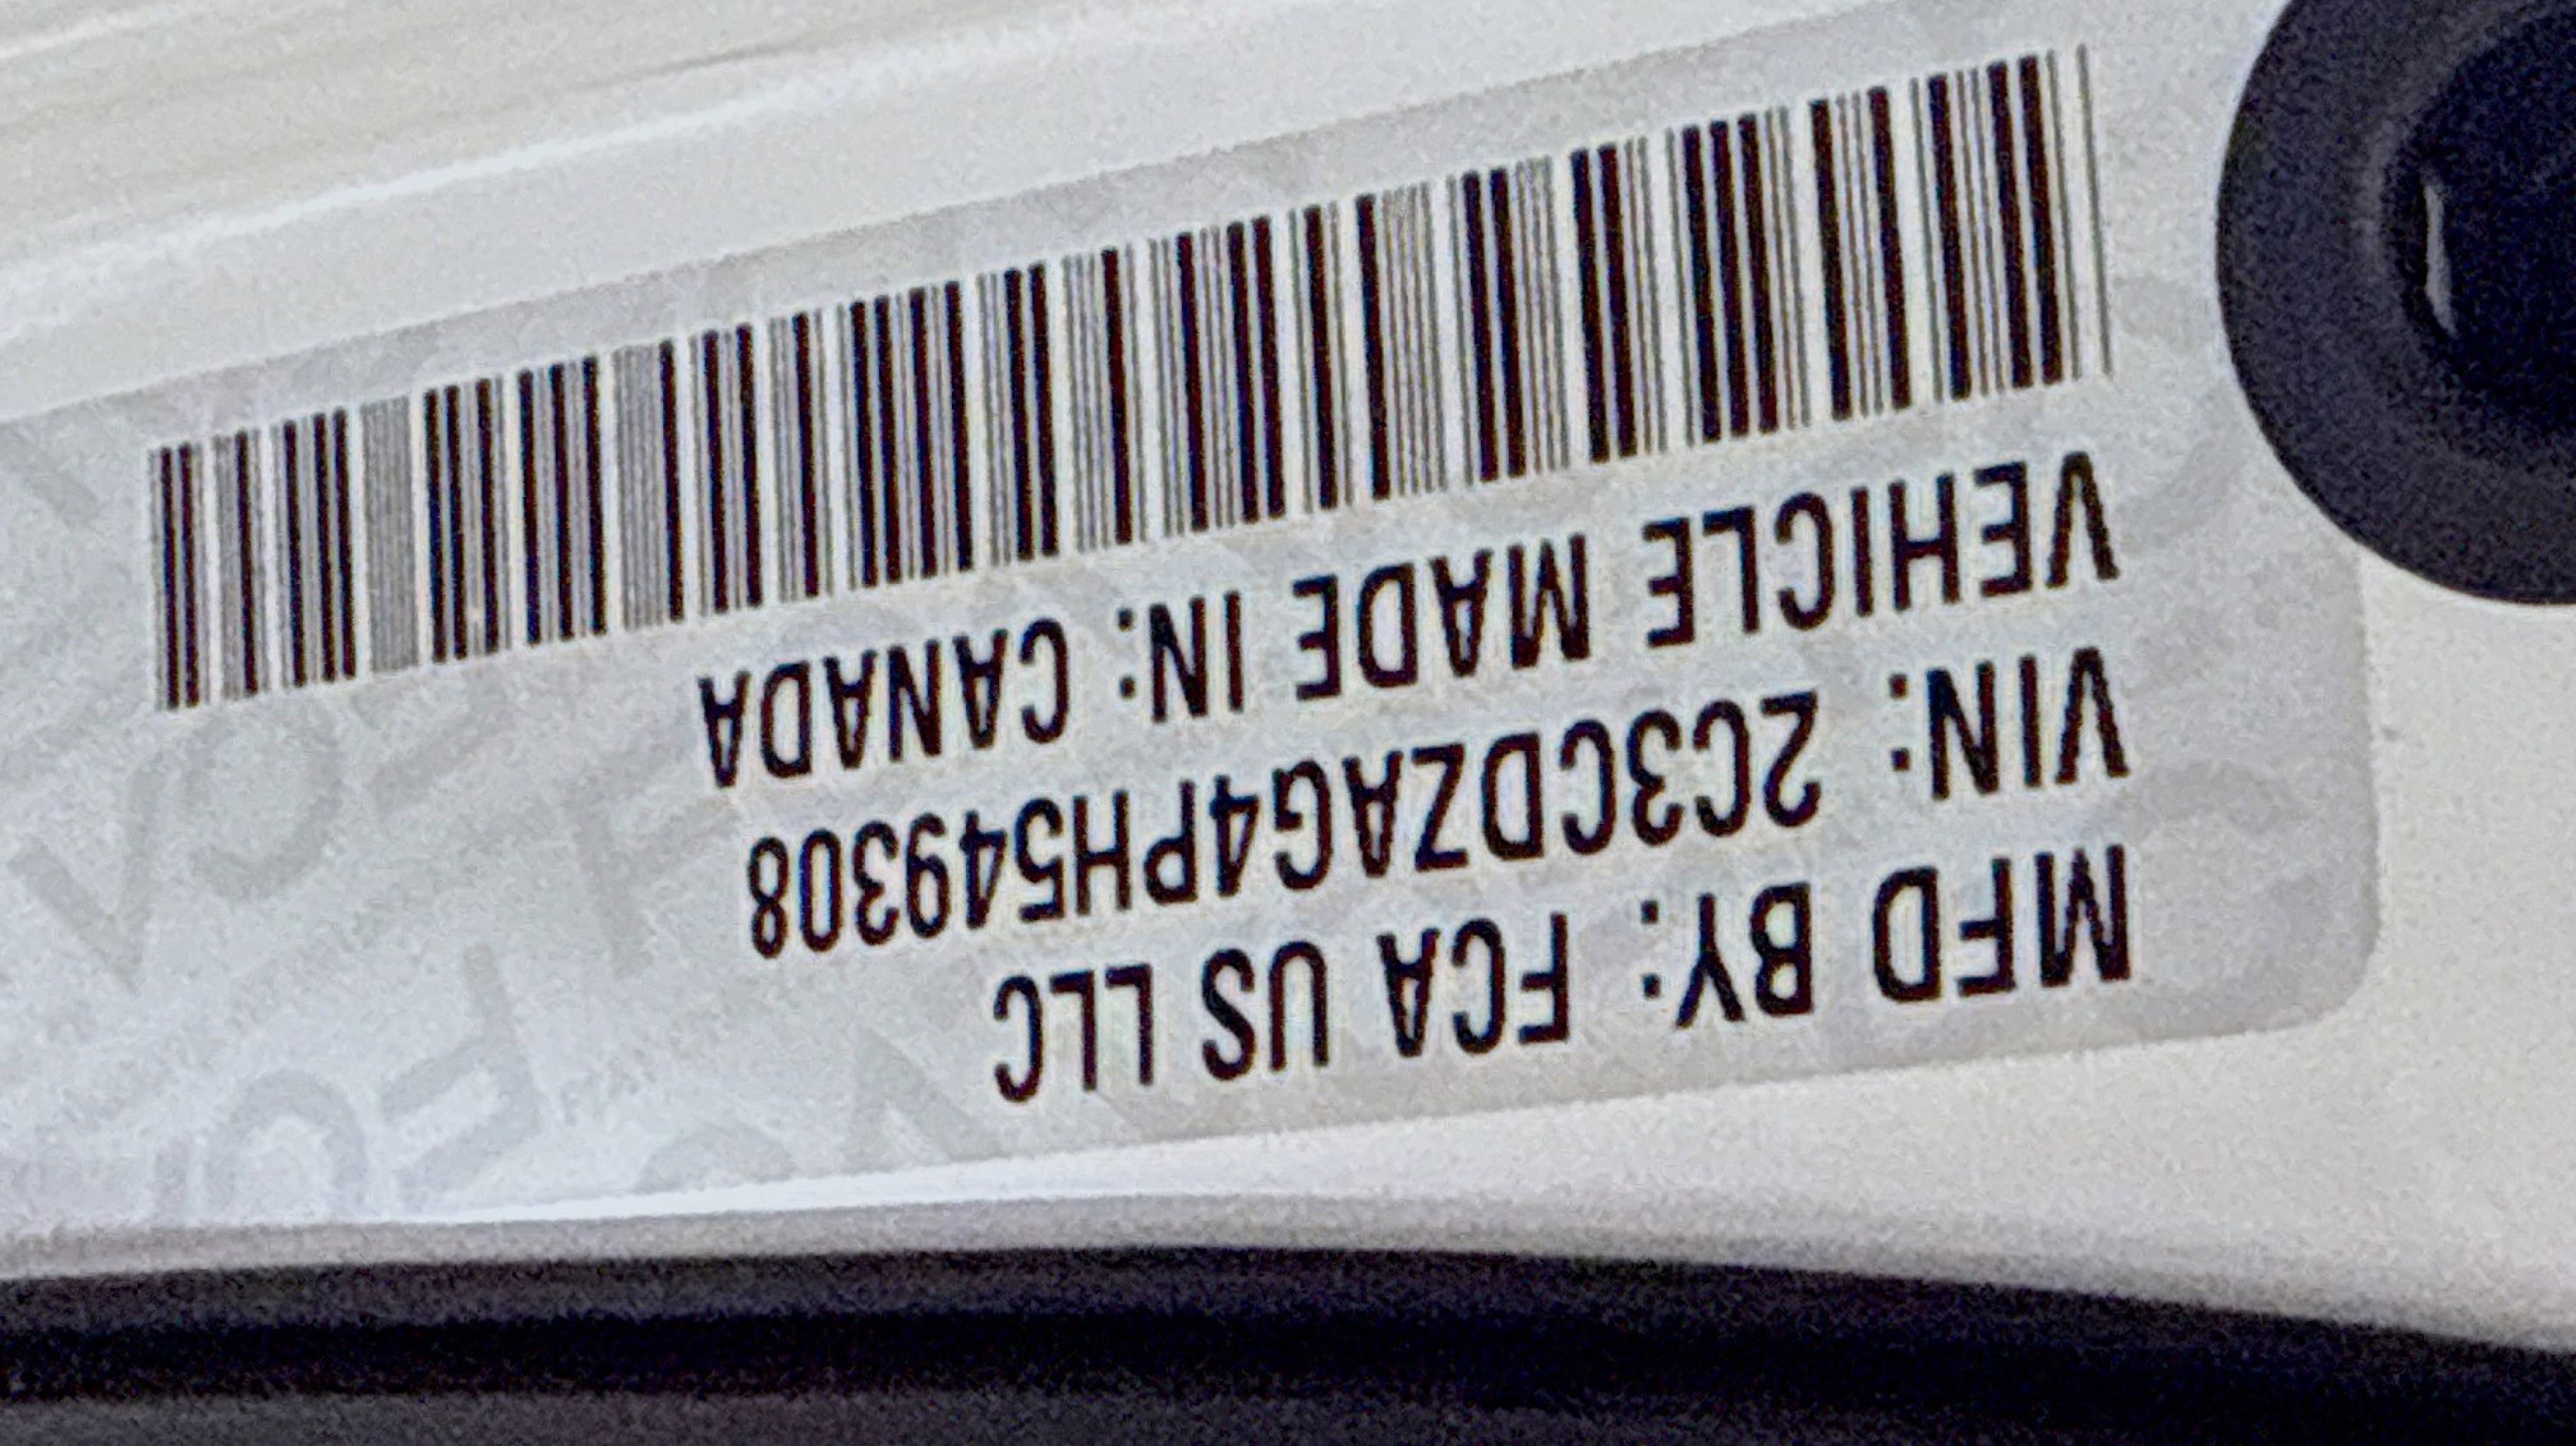 MFD BY: FCA US LLC
VIN: 2C3CDZAG4PH549308
VEHICLE MADE IN: CANADA